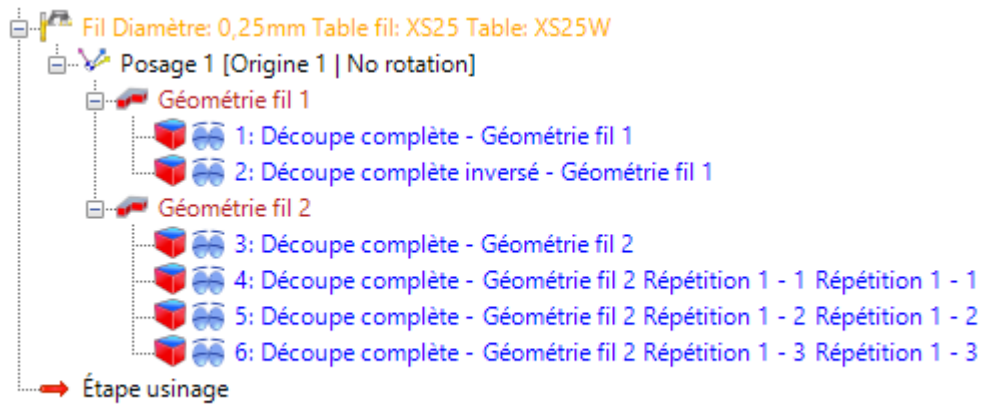 Fil Diamètre: 0,25mm Table fil: XS25 Table: XS25W
Posage 1 [Origine 1 | No rotation]
Géométrie fil 1
1: Découpe complète - Géométrie fil 1
2: Découpe complète inversé - Géométrie fil 1
Géométrie fil 2
3: Découpe complète - Géométrie fil 2
4: Découpe complète - Géométrie fil 2 Répétition 1 - 1 Répétition 1 - 1
5: Découpe complète - Géométrie fil 2 Répétition 1 - 2 Répétition 1 - 2
6: Découpe complète - Géométrie fil 2 Répétition 1 - 3 Répétition 1 - 3
Étape usinage